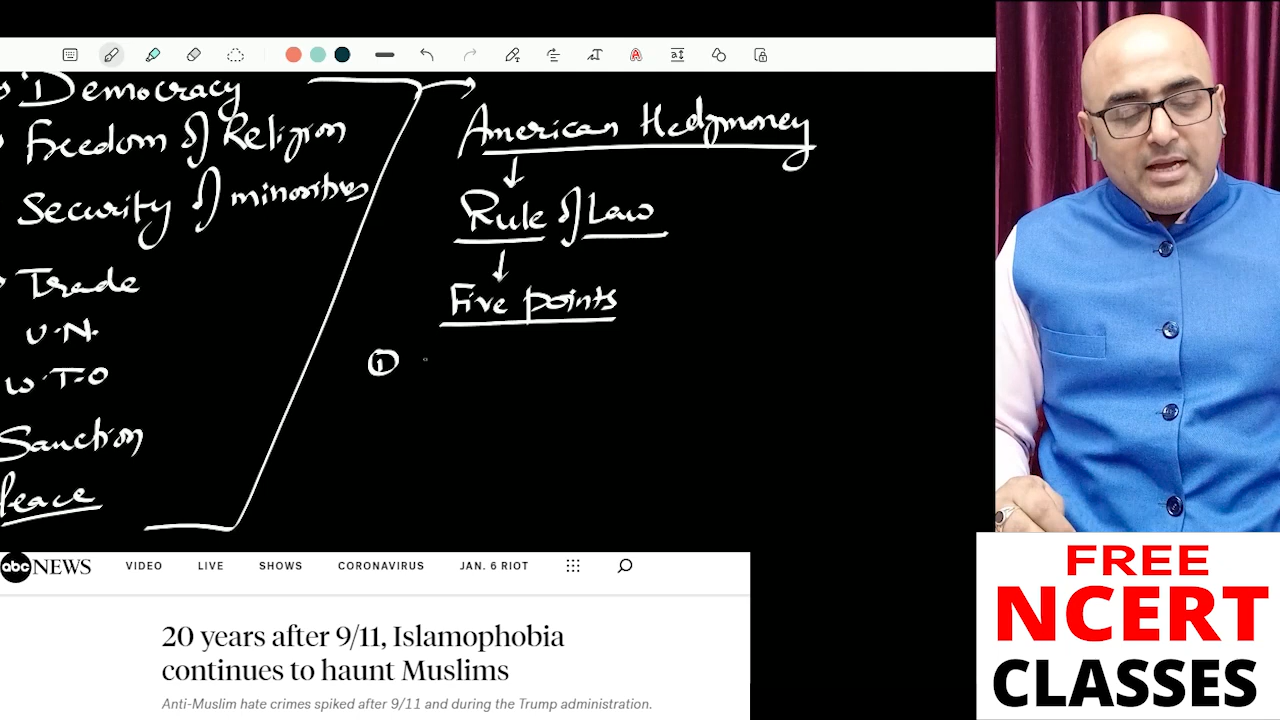 Democracy
Freedom of Religion
Security of minorities
Trade
U.N.
W.T.O
Sanction
Peace
American Hedgmoney
Rule of Law
Five points
1
abc NEWS VIDEO LIVE SHOWS CORONAVIRUS JAN. 6 RIOT
20 years after 9/11, Islamophobia
continues to haunt Muslims
Anti-Muslim hate crimes spiked after 9/11 and during the Trump administration.
FREE
NCERT
CLASSES